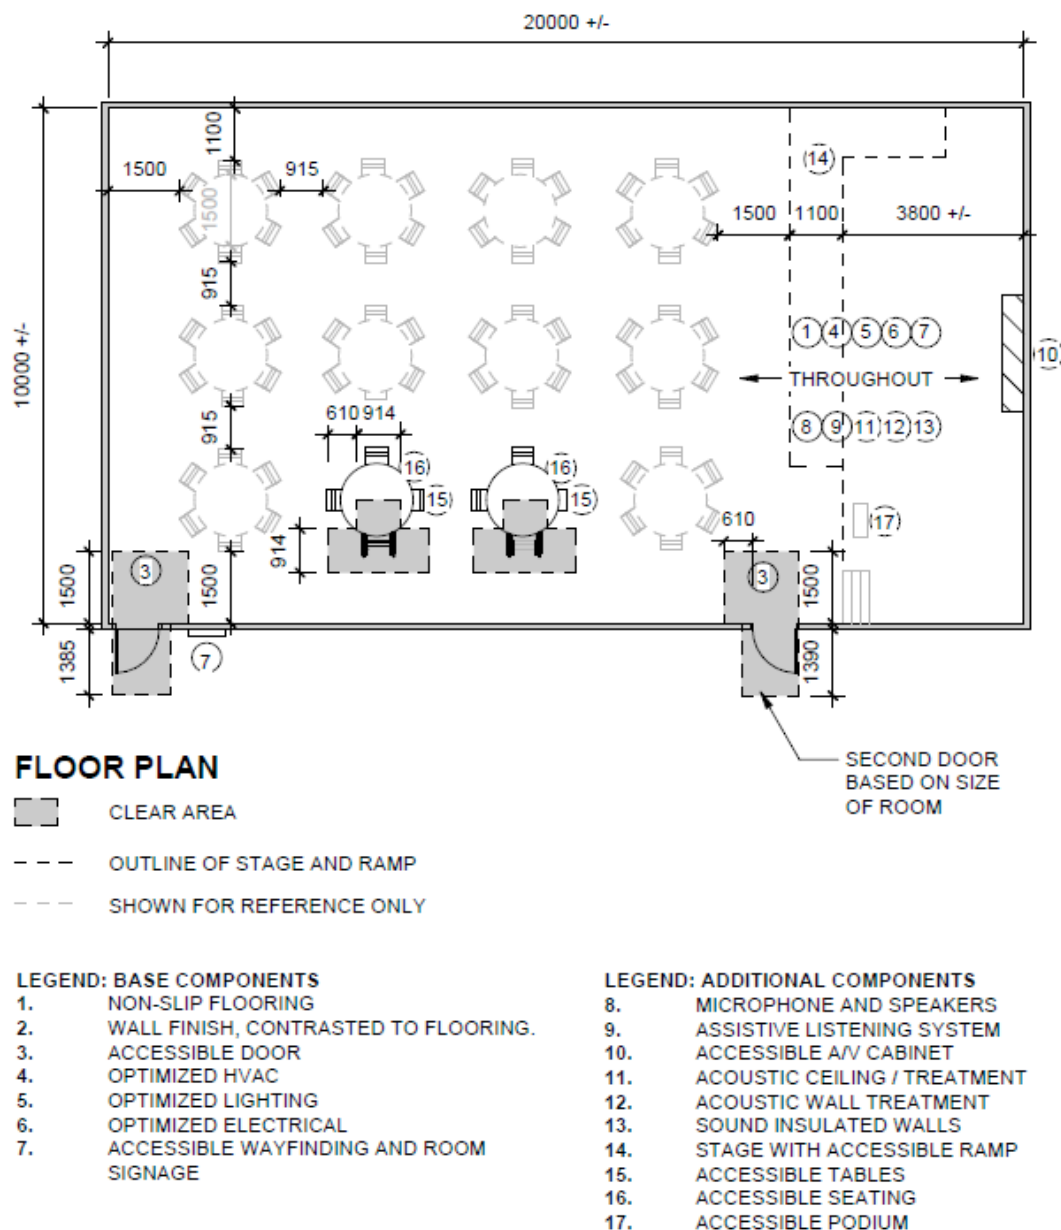 20000 +/-
1100
1500
915
1500
14
1500
1100
3800 +/-
10000 +/-
915
1 4 5 6 7
10
THROUGHOUT
915
610 914
8 9 11 12 13
16
16
15
15
17
914
610
3
3
1500
1500
1500
1385
7
1390
SECOND DOOR
BASED ON SIZE
OF ROOM
FLOOR PLAN
CLEAR AREA
OUTLINE OF STAGE AND RAMP
SHOWN FOR REFERENCE ONLY
LEGEND: BASE COMPONENTS
1. NON-SLIP FLOORING
2. WALL FINISH, CONTRASTED TO FLOORING.
3. ACCESSIBLE DOOR
4. OPTIMIZED HVAC
5. OPTIMIZED LIGHTING
6. OPTIMIZED ELECTRICAL
7. ACCESSIBLE WAYFINDING AND ROOM
SIGNAGE
LEGEND: ADDITIONAL COMPONENTS
8. MICROPHONE AND SPEAKERS
9. ASSISTIVE LISTENING SYSTEM
10. ACCESSIBLE A/V CABINET
11. ACOUSTIC CEILING / TREATMENT
12. ACOUSTIC WALL TREATMENT
13. SOUND INSULATED WALLS
14. STAGE WITH ACCESSIBLE RAMP
15. ACCESSIBLE TABLES
16. ACCESSIBLE SEATING
17. ACCESSIBLE PODIUM